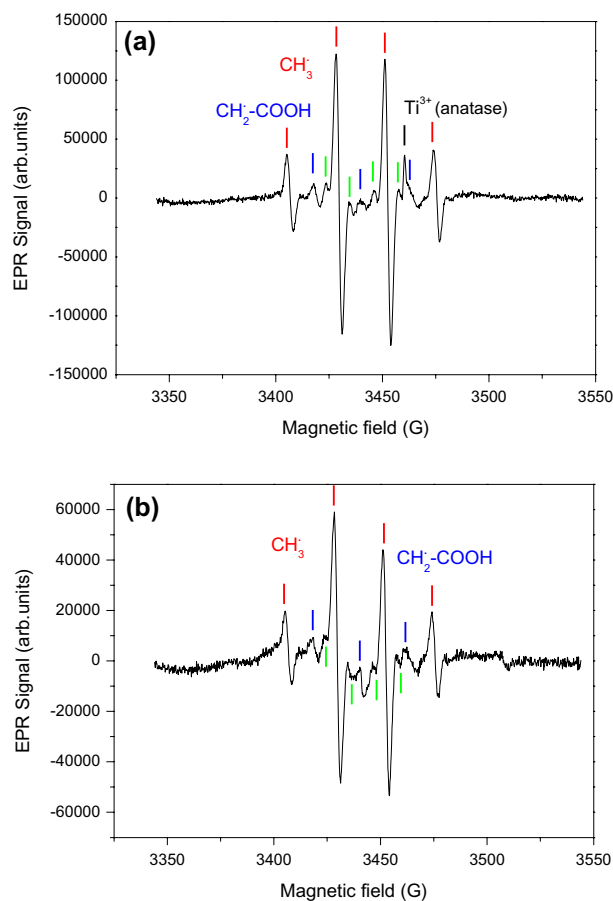 (a)
150000
100000
50000
0
-50000
-100000
-150000
EPR Signal (arb.units)
CH₃·
CH₂·-COOH
Ti³⁺ (anatase)
3350 3400 3450 3500 3550
Magnetic field (G)
(b)
60000
40000
20000
0
-20000
-40000
-60000
EPR Signal (arb.units)
CH₃·
CH₂·-COOH
3350 3400 3450 3500 3550
Magnetic field (G)